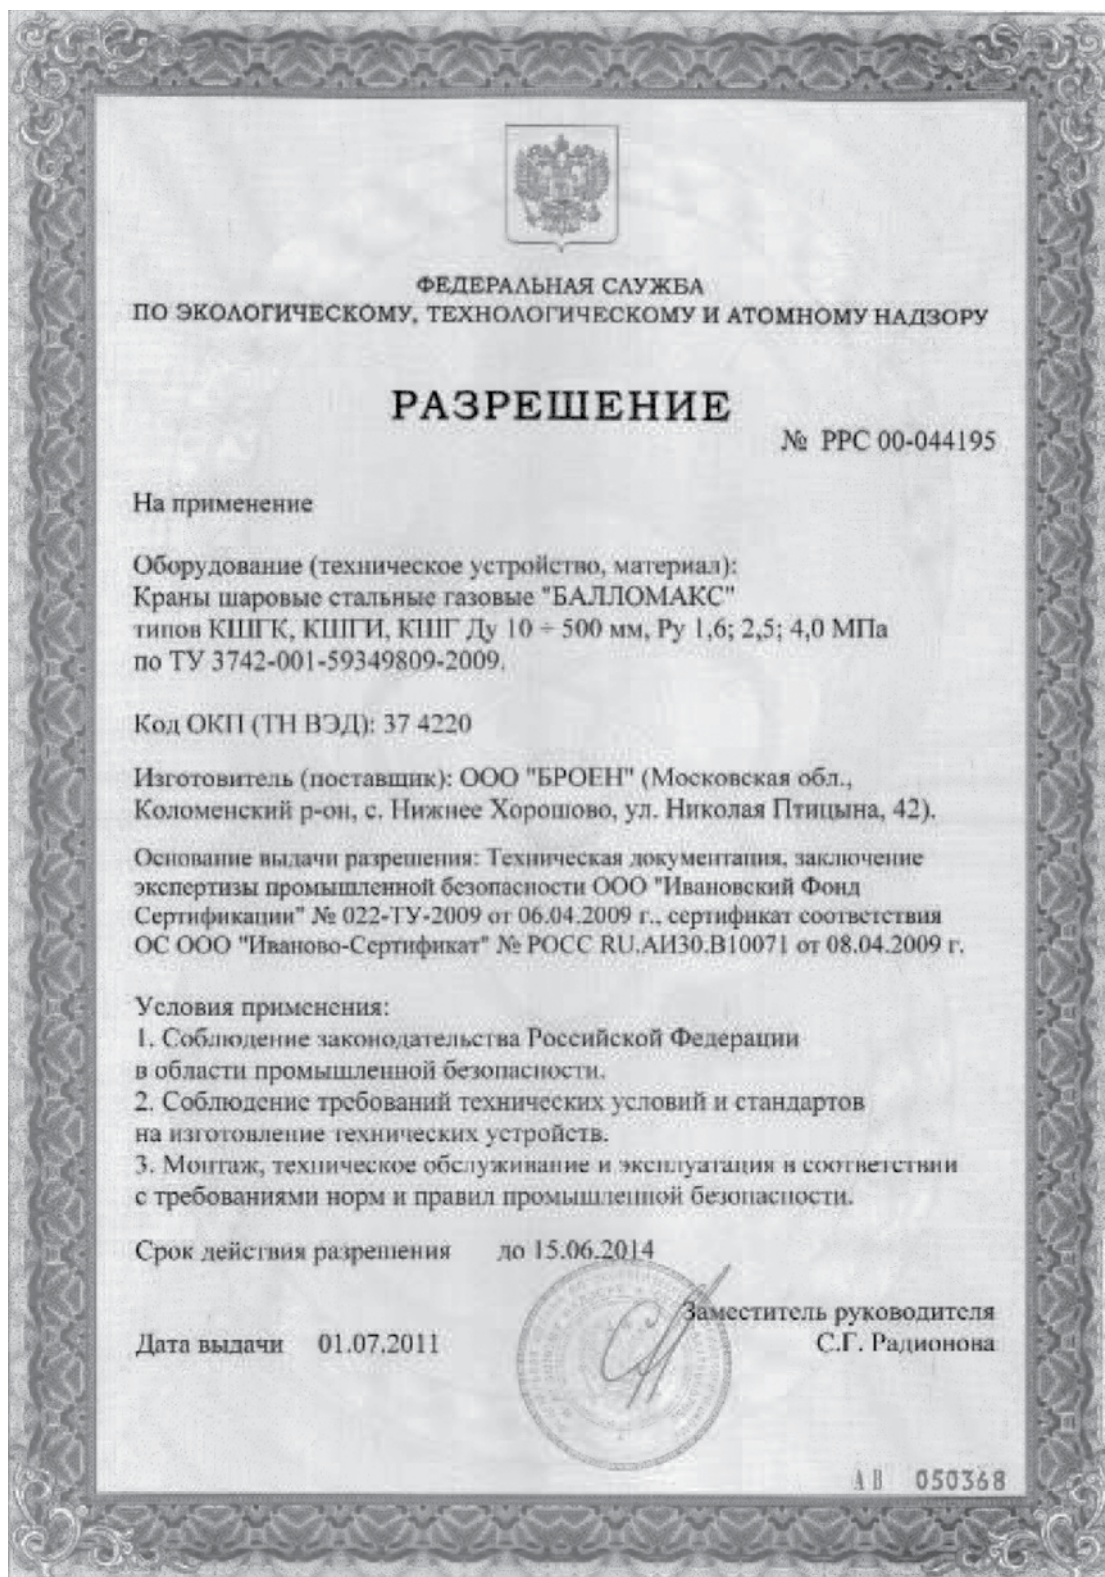 ФЕДЕРАЛЬНАЯ СЛУЖБА
ПО ЭКОЛОГИЧЕСКОМУ, ТЕХНОЛОГИЧЕСКОМУ И АТОМНОМУ НАДЗОРУ
РАЗРЕШЕНИЕ
№ РРС 00-044195
На применение
Оборудование (техническое устройство, материал):
Краны шаровые стальные газовые "БАЛЛОМАКС"
типов КШГК, КШГИ, КШГ Ду 10 ÷ 500 мм, Ру 1,6; 2,5; 4,0 МПа
по ТУ 3742-001-59349809-2009.
Код ОКП (ТН ВЭД): 37 4220
Изготовитель (поставщик): ООО "БРОЕН" (Московская обл.,
Коломенский р-он, с. Нижнее Хорошово, ул. Николая Птицына, 42).
Основание выдачи разрешения: Техническая документация, заключение
экспертизы промышленной безопасности ООО "Ивановский Фонд
Сертификации" № 022-ТУ-2009 от 06.04.2009 г., сертификат соответствия
ОС ООО "Иваново-Сертификат" № РОСС RU.АИ30.В10071 от 08.04.2009 г.
Условия применения:
1. Соблюдение законодательства Российской Федерации
в области промышленной безопасности.
2. Соблюдение требований технических условий и стандартов
на изготовление технических устройств.
3. Монтаж, техническое обслуживание и эксплуатация в соответствии
с требованиями норм и правил промышленной безопасности.
Срок действия разрешения до 15.06.2014
Заместитель руководителя
Дата выдачи 01.07.2011 С.Г. Радионова
АВ 050368